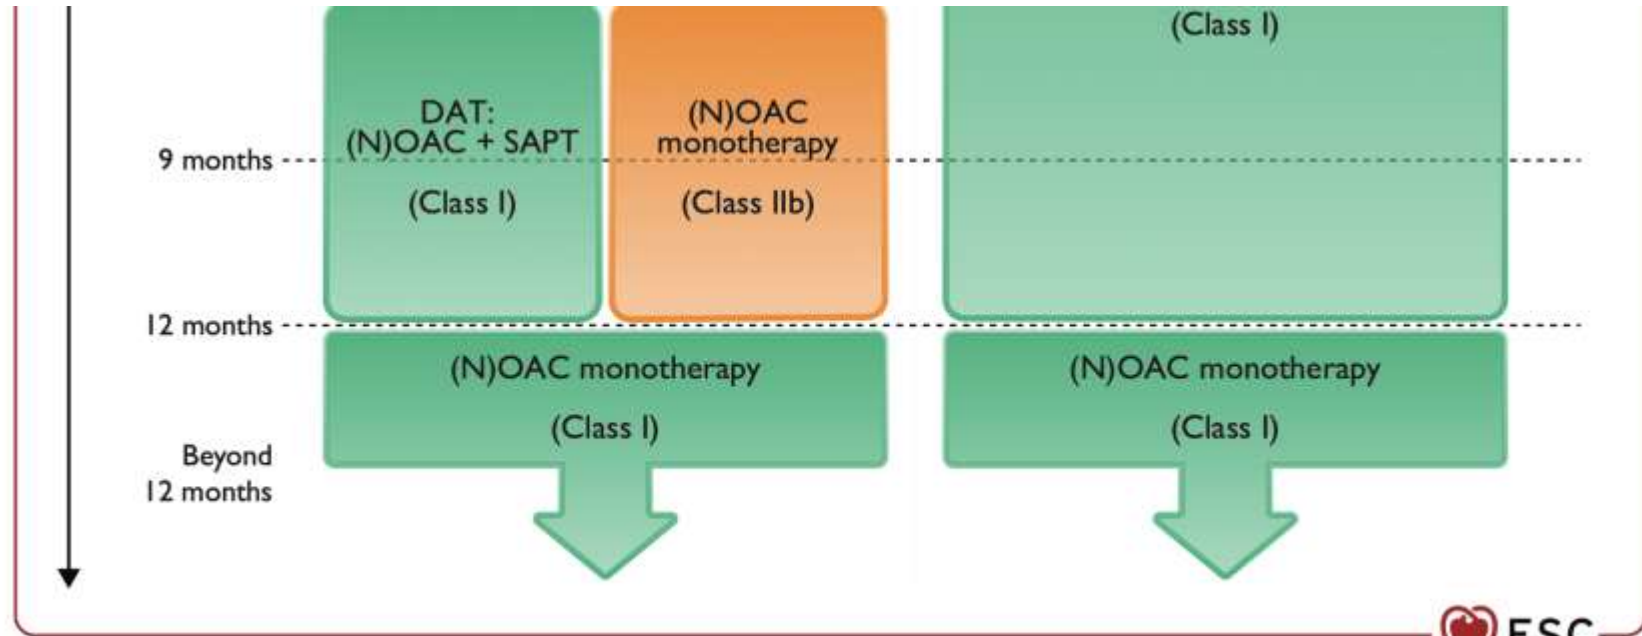 (Class I)
DAT:
(N)OAC + SAPT
(Class I)
(N)OAC
monotherapy
(Class IIb)
9 months
12 months
(N)OAC monotherapy
(Class I)
(N)OAC monotherapy
(Class I)
Beyond
12 months
ESC